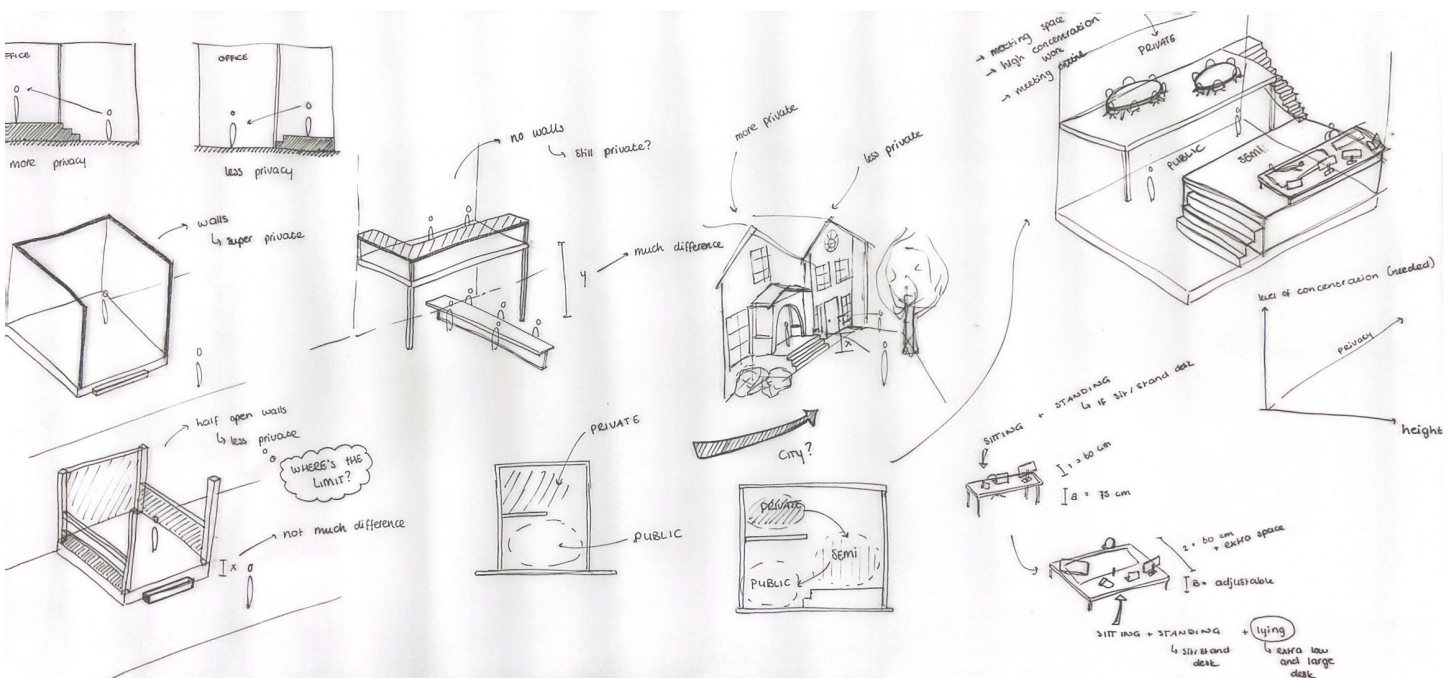 FFICE
more privacy
OFFICE
less privacy
walls
↳ super private
no walls
↳ still private?
y
much difference
half open walls
↳ less private
WHERE'S THE
LIMIT?
not much difference
x
PRIVATE
PUBLIC
more private
less private
x
CITY?
PRIVATE
SEMI
PUBLIC
→ meeting space
→ high concentration
work
→ meeting
PRIVATE
PUBLIC
SEMI
level of concentration (needed)
PRIVACY
height
SITTING + STANDING
↳ if sit/stand desk
1 = 60 cm
a = 75 cm
2 = 60 cm
+ extra space
B = adjustable
SITTING + STANDING + lying
↳ sit/stand
desk
↳ extra low
and large
desk